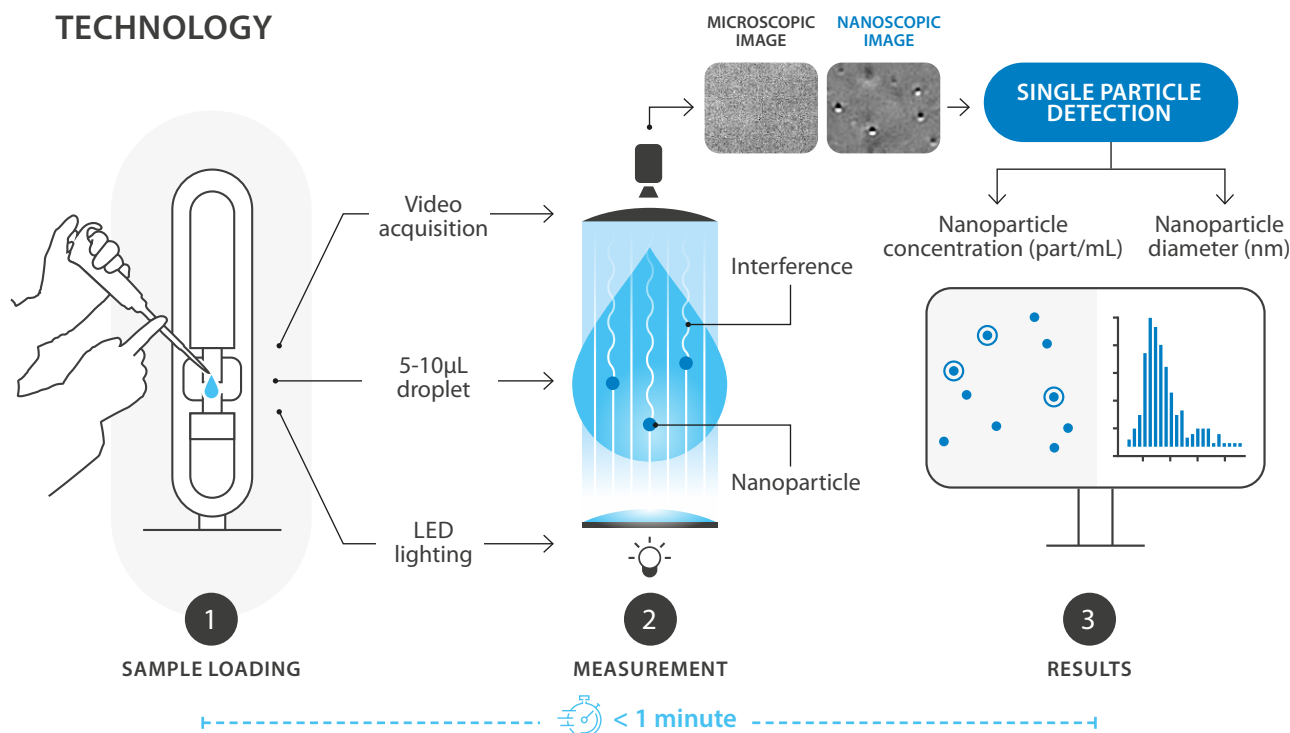 TECHNOLOGY
MICROSCOPIC
IMAGE
NANOSCOPIC
IMAGE
SINGLE PARTICLE
DETECTION
Video
acquisition
5-10µL
droplet
LED
lighting
Interference
Nanoparticle
Nanoparticle
concentration (part/mL)
Nanoparticle
diameter (nm)
1
SAMPLE LOADING
2
MEASUREMENT
3
RESULTS
< 1 minute